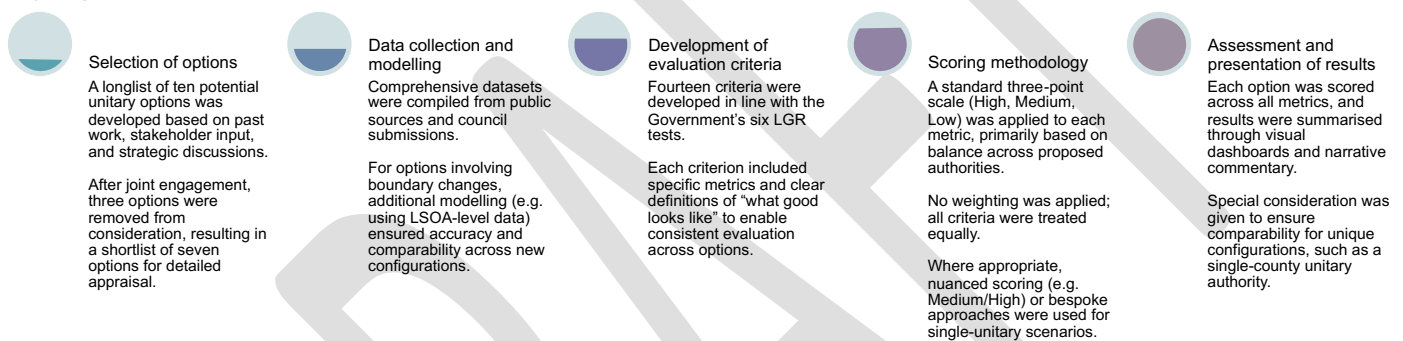 Selection of options
A longlist of ten potential
unitary options was
developed based on past
work, stakeholder input,
and strategic discussions.
After joint engagement,
three options were
removed from
consideration, resulting in
a shortlist of seven
options for detailed
appraisal.
Data collection and
modelling
Comprehensive datasets
were compiled from public
sources and council
submissions.
For options involving
boundary changes,
additional modelling (e.g.
using LSOA-level data)
ensured accuracy and
comparability across new
configurations.
Development of
evaluation criteria
Fourteen criteria were
developed in line with the
Government's six LGR
tests.
Each criterion included
specific metrics and clear
definitions of “what good
looks like” to enable
consistent evaluation
across options.
Scoring methodology
A standard three-point
scale (High, Medium,
Low) was applied to each
metric, primarily based on
balance across proposed
authorities.
No weighting was applied;
all criteria were treated
equally.
Where appropriate,
nuanced scoring (e.g.
Medium/High) or bespoke
approaches were used for
single-unitary scenarios.
Assessment and
presentation of results
Each option was scored
across all metrics, and
results were summarised
through visual
dashboards and narrative
commentary.
Special consideration was
given to ensure
comparability for unique
configurations, such as a
single-county unitary
authority.